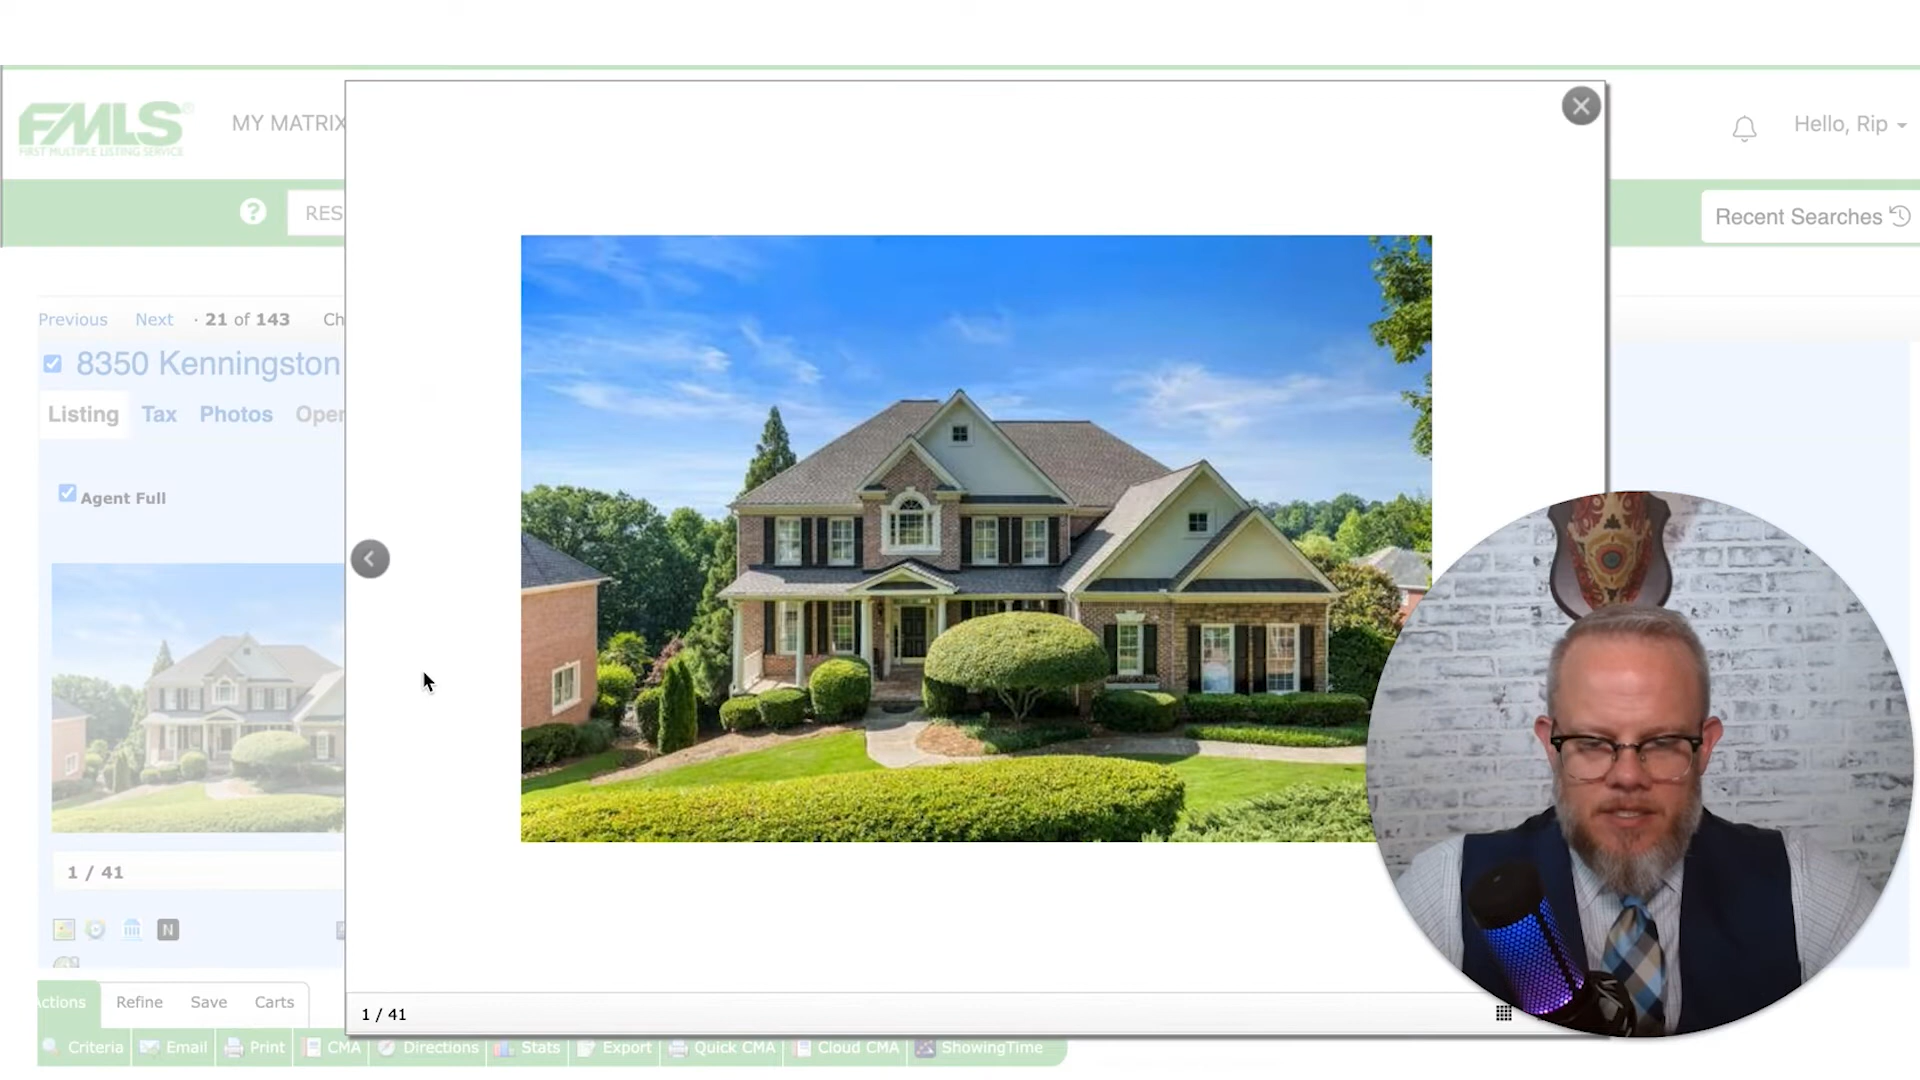 FMLS®
FIRST MULTIPLE LISTING SERVICE
MY MATRIX
Hello, Rip
?
RES
Recent Searches
Previous Next · 21 of 143 Ch
8350 Kenningston
Listing Tax Photos Open
Agent Full
1 / 41
N
Actions Refine Save Carts
1 / 41
Criteria Email Print CMA Directions Stats Export Quick CMA Cloud CMA ShowingTime